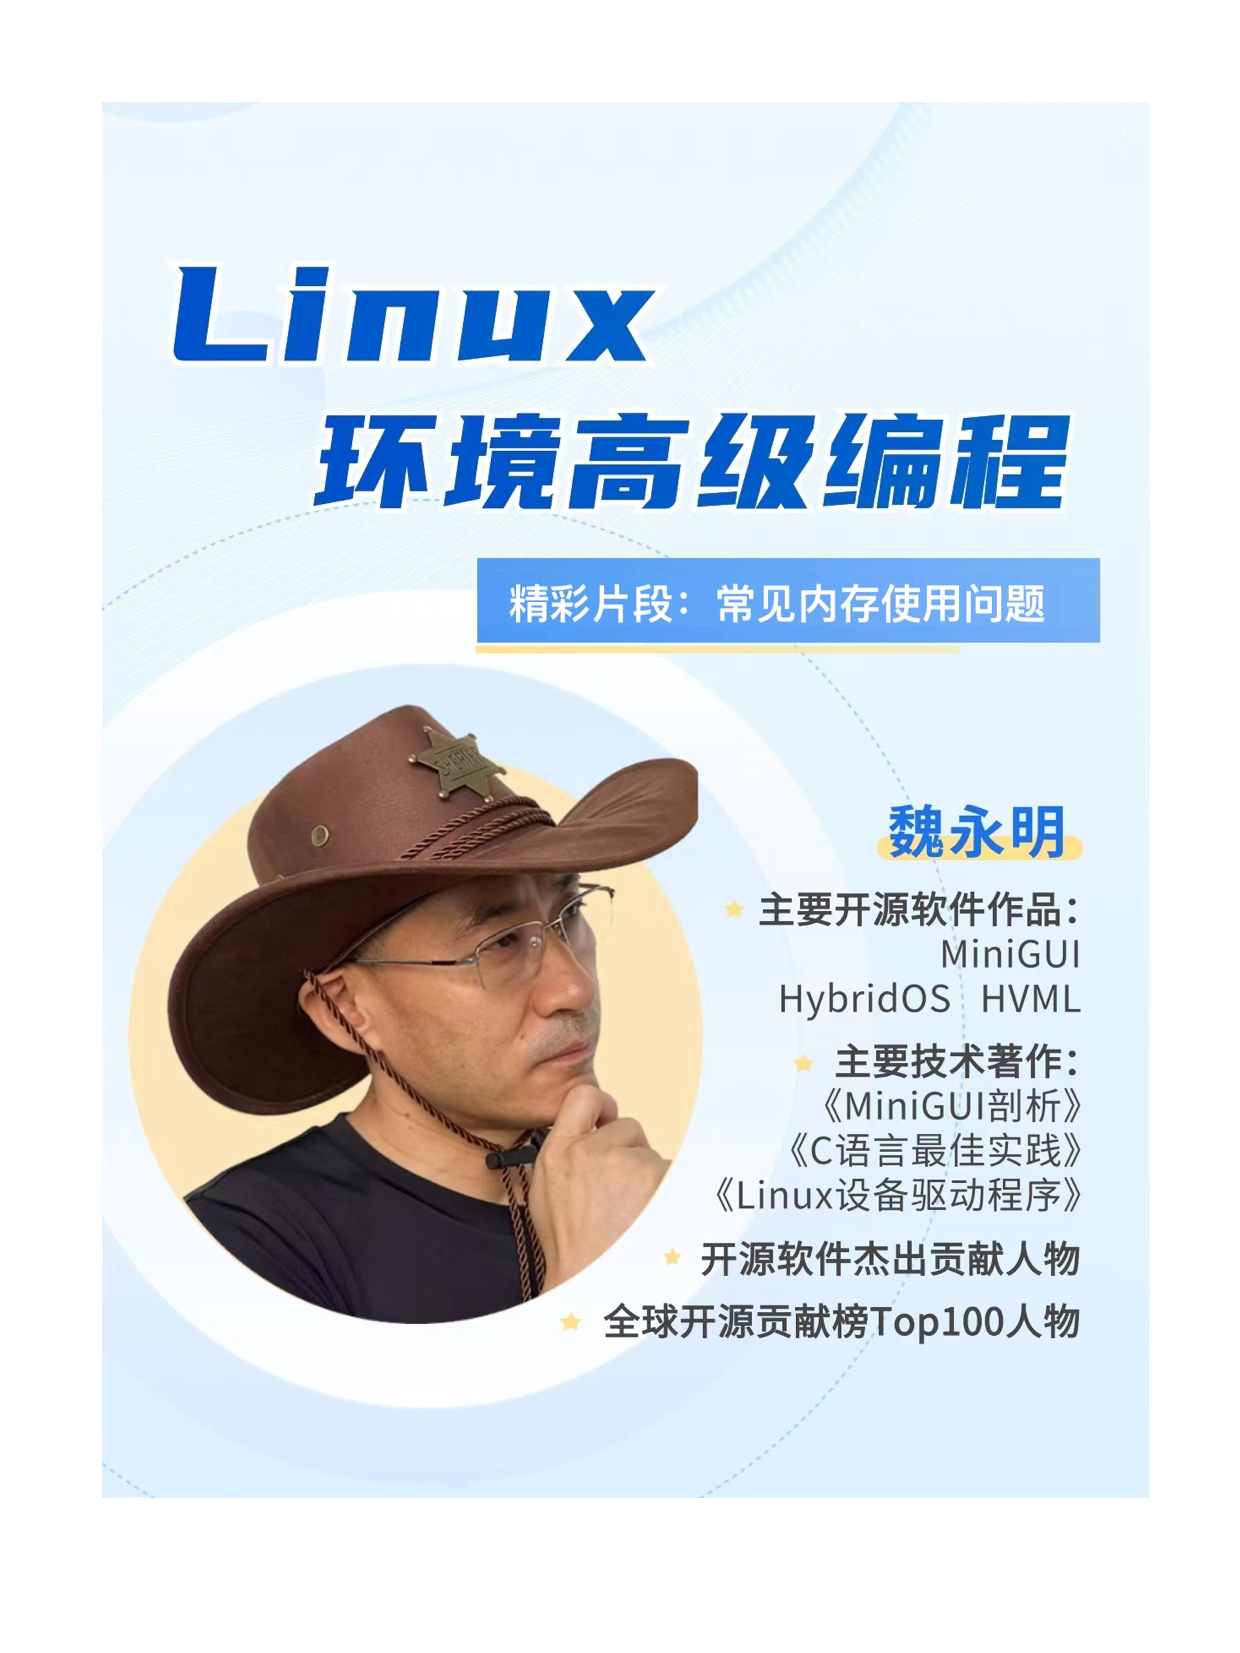 Linux
环境高级编程
精彩片段：常见内存使用问题
魏永明
主要开源软件作品：
MiniGUI
HybridOS HVML
主要技术著作：
《MiniGUI剖析》
《C语言最佳实践》
《Linux设备驱动程序》
开源软件杰出贡献人物
全球开源贡献榜Top100人物